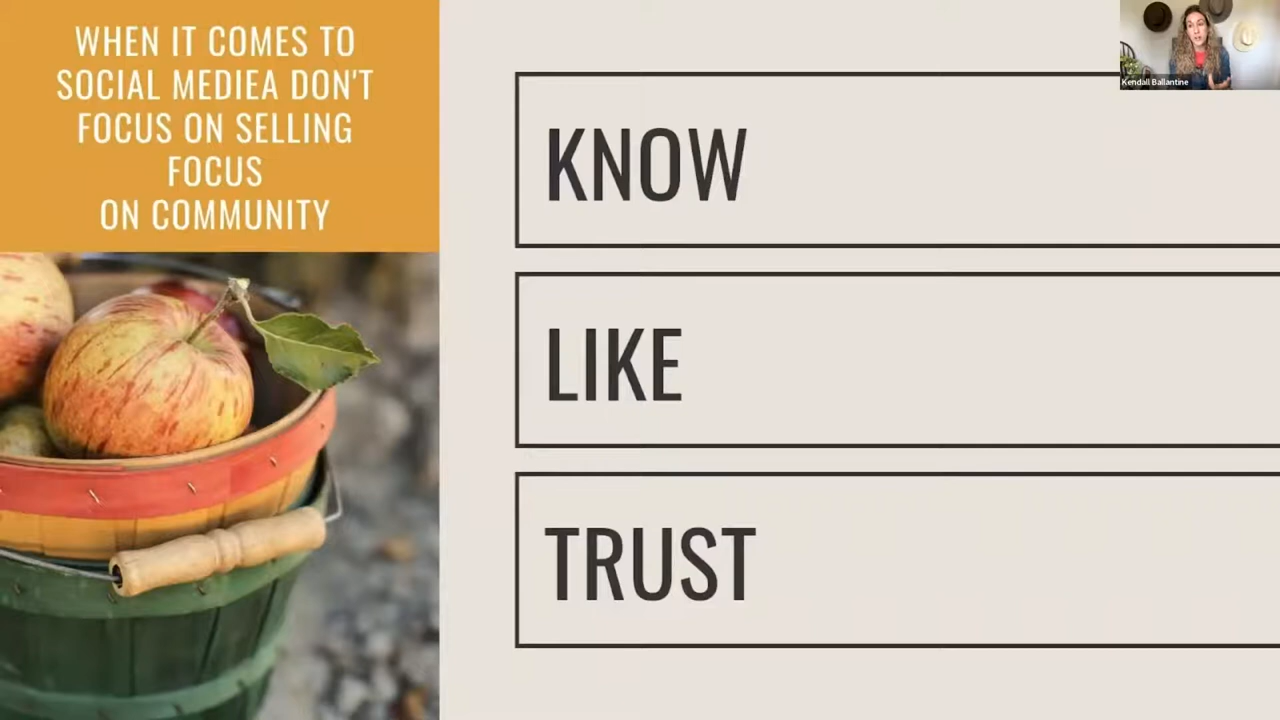 WHEN IT COMES TO
SOCIAL MEDIEA DON'T
FOCUS ON SELLING
FOCUS
ON COMMUNITY
KNOW
LIKE
TRUST
Kendall Ballantine